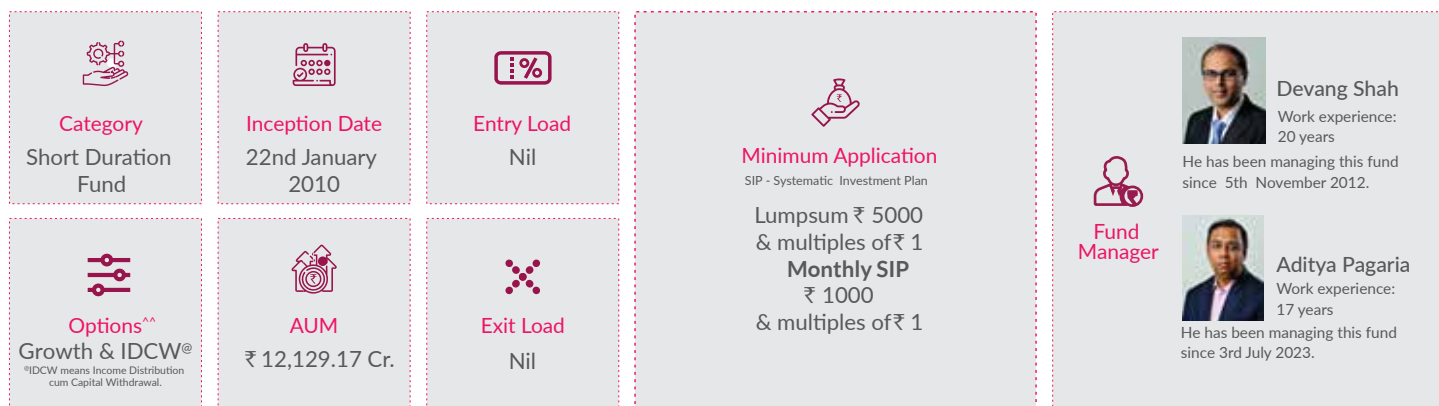 Category
Short Duration
Fund
Inception Date
22nd January
2010
%
Entry Load
Nil
Options^^
Growth & IDCW@
@IDCW means Income Distribution
cum Capital Withdrawal.
₹
AUM
₹ 12,129.17 Cr.
Exit Load
Nil
₹
Minimum Application
SIP - Systematic Investment Plan
Lumpsum ₹ 5000
& multiples of ₹ 1
Monthly SIP
₹ 1000
& multiples of ₹ 1
₹
Fund
Manager
Devang Shah
Work experience:
20 years
He has been managing this fund
since 5th November 2012.
Aditya Pagaria
Work experience:
17 years
He has been managing this fund
since 3rd July 2023.